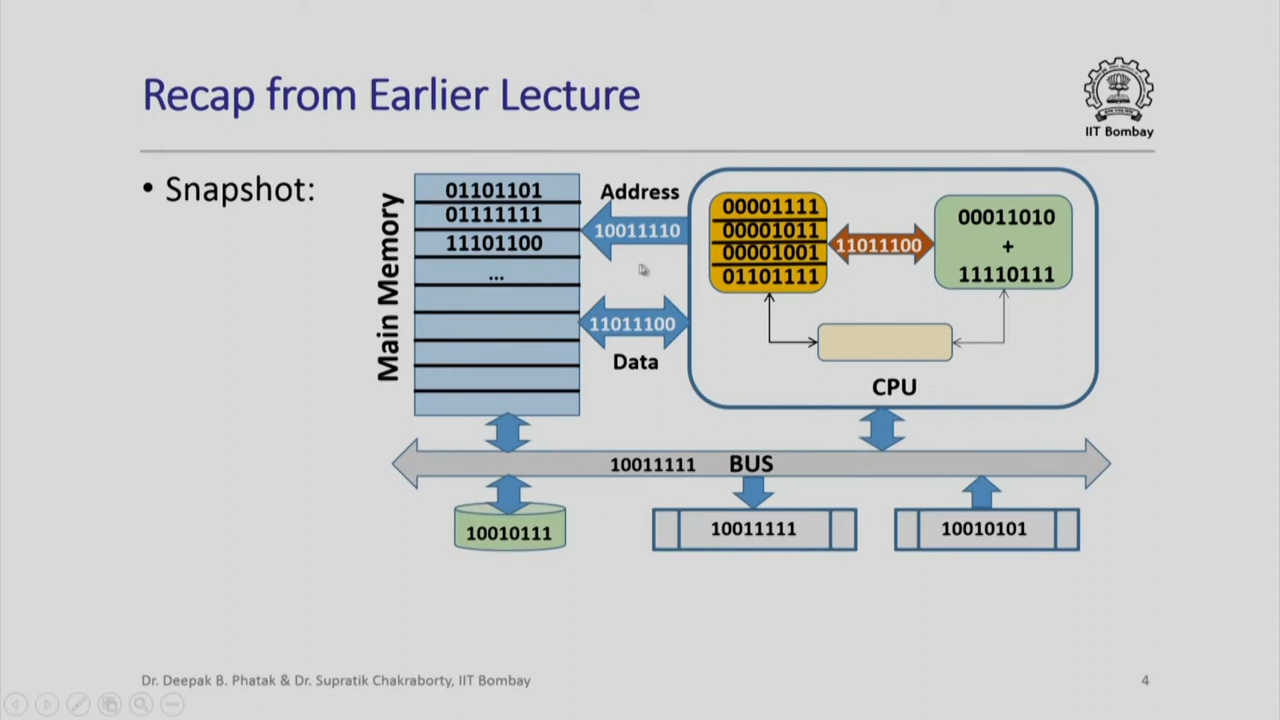 Recap from Earlier Lecture
IIT Bombay
• Snapshot:
Main Memory
01101101
01111111
11101100
...
Address
10011110
11011100
Data
00001111
00001011
00001001
01101111
11011100
00011010
+
11110111
CPU
10011111 BUS
10010111
10011111
10010101
Dr. Deepak B. Phatak & Dr. Supratik Chakraborty, IIT Bombay
4